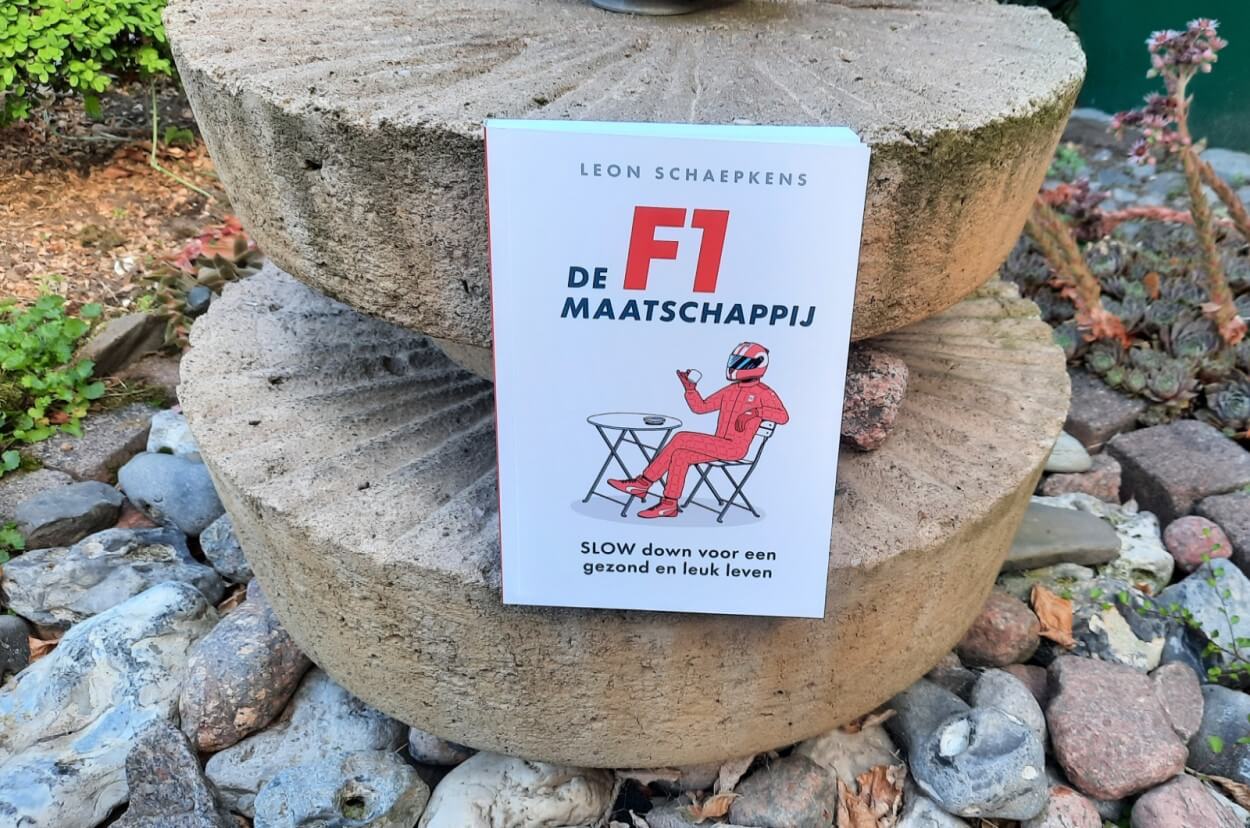 LEON SCHAEPKENS
F1
DE
MAATSCHAPPIJ
SLOW down voor een
gezond en leuk leven